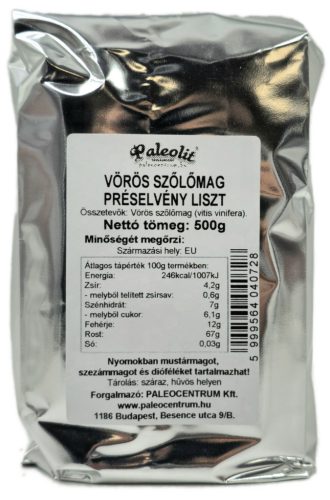 Paleolit
paleocentrum.hu
VÖRÖS SZŐLŐMAG
PRÉSELVÉNY LISZT
Összetevők: Vörös szőlőmag (vitis vinifera).
Nettó tömeg: 500g
Minőségét megőrzi:
Származási hely: EU
Átlagos tápérték 100g termékben:
Energia: 246kcal/1007kJ
Zsír: 4,2g
- melyből telített zsírsav: 0,6g
Szénhidrát: 7g
- melyből cukor: 6,1g
Fehérje: 12g
Rost: 67g
Só: 0,03g
5 999564 040728
Nyomokban mustármagot,
szezámmagot és dióféléket tartalmazhat!
Tárolás: száraz, hűvös helyen
Forgalmazó: PALEOCENTRUM Kft.
www.paleocentrum.hu
1186 Budapest, Besence utca 9/B.